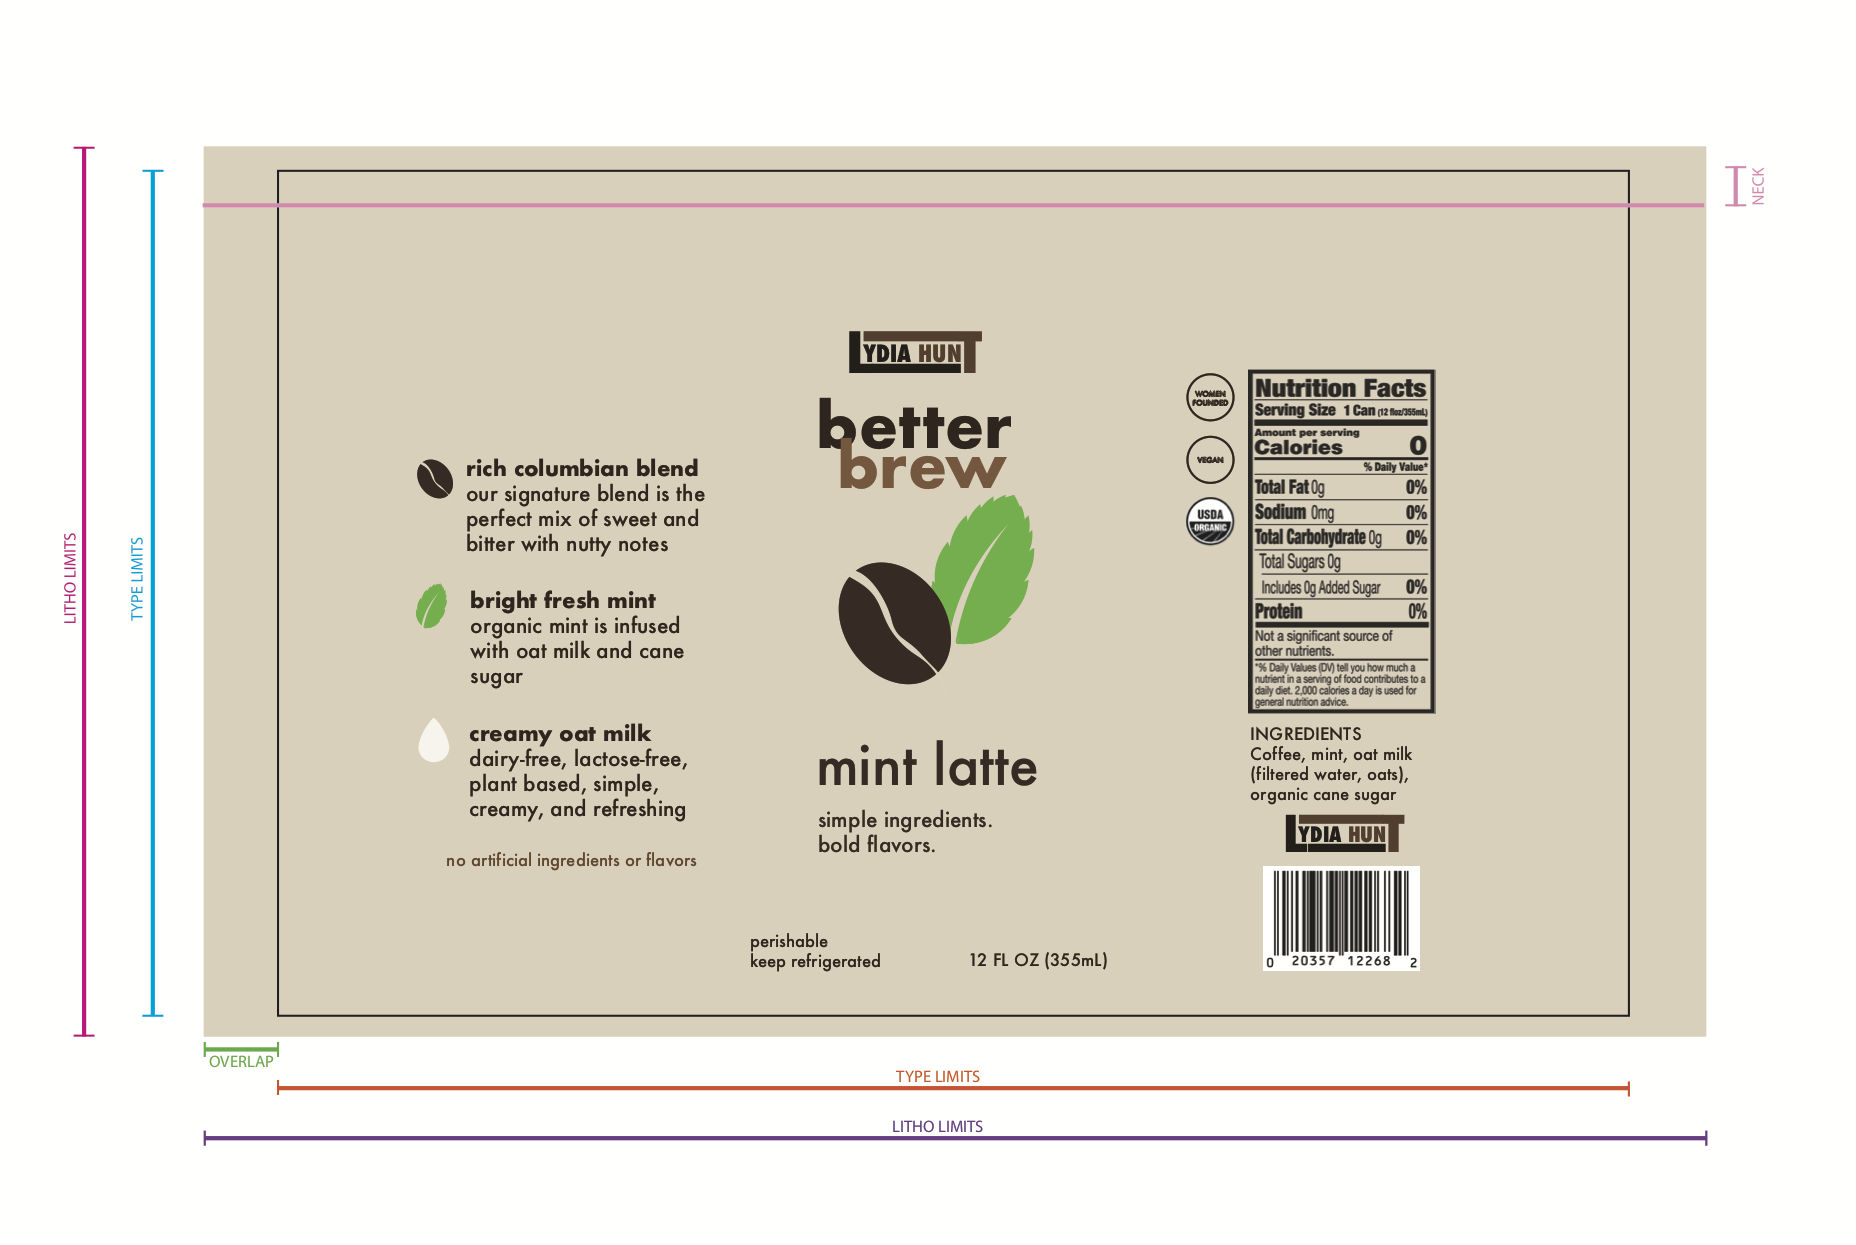 NECK
LITHO LIMITS
TYPE LIMITS
LYDIA HUNT
better
brew
rich columbian blend
our signature blend is the
perfect mix of sweet and
bitter with nutty notes
bright fresh mint
organic mint is infused
with oat milk and cane
sugar
creamy oat milk
dairy-free, lactose-free,
plant based, simple,
creamy, and refreshing
no artificial ingredients or flavors
mint latte
simple ingredients.
bold flavors.
perishable
keep refrigerated
12 FL OZ (355mL)
WOMEN
FOUNDED
VEGAN
USDA
ORGANIC
Nutrition Facts
Serving Size 1 Can (12 floz/355mL)
Amount per serving
Calories 0
% Daily Value*
Total Fat 0g 0%
Sodium 0mg 0%
Total Carbohydrate 0g 0%
Total Sugars 0g
Includes 0g Added Sugar 0%
Protein 0%
Not a significant source of
other nutrients.
*% Daily Values (DV) tell you how much a
nutrient in a serving of food contributes to a
daily diet. 2,000 calories a day is used for
general nutrition advice.
INGREDIENTS
Coffee, mint, oat milk
(filtered water, oats),
organic cane sugar
LYDIA HUNT
0 20357 12268 2
OVERLAP
TYPE LIMITS
LITHO LIMITS